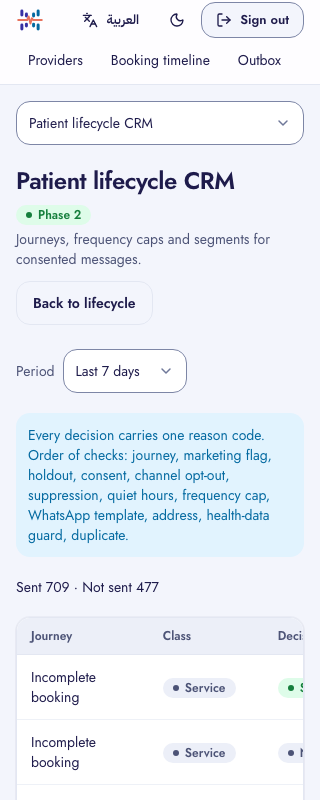 العربية
Sign out
Providers
Booking timeline
Outbox
Patient lifecycle CRM
Patient lifecycle CRM
Phase 2
Journeys, frequency caps and segments for
consented messages.
Back to lifecycle
Period
Last 7 days
Every decision carries one reason code.
Order of checks: journey, marketing flag,
holdout, consent, channel opt-out,
suppression, quiet hours, frequency cap,
WhatsApp template, address, health-data
guard, duplicate.
Sent 709 · Not sent 477
Journey
Class
Incomplete
booking
Service
Incomplete
booking
Service